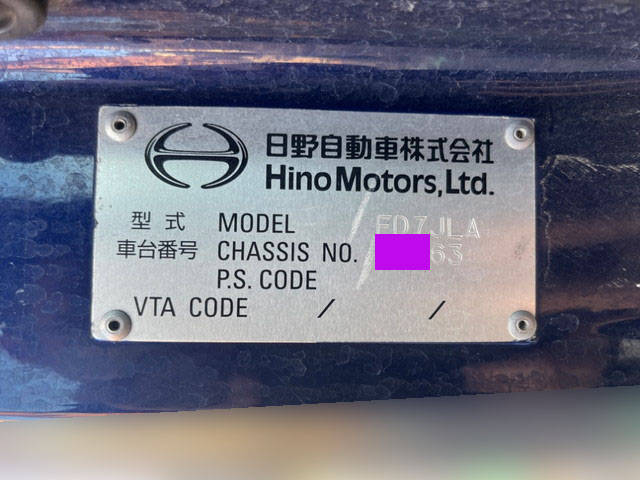 日野自動車株式会社
Hino Motors, Ltd.
型式 MODEL FD7JLA
車台番号 CHASSIS NO. 63
P.S. CODE
VTA CODE / /